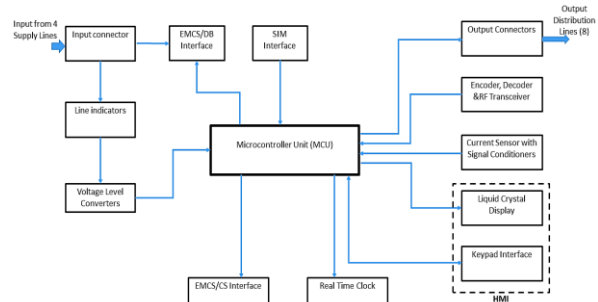 Input from 4
Supply Lines
Input connector
EMCS/DB
Interface
SIM
Interface
Output Connectors
Output
Distribution
Lines (8)
Line indicators
Encoder, Decoder
&RF Transceiver
Microcontroller Unit (MCU)
Current Sensor with
Signal Conditioners
Voltage Level
Converters
Liquid Crystal
Display
Keypad Interface
EMCS/CS Interface
Real Time Clock
HMI